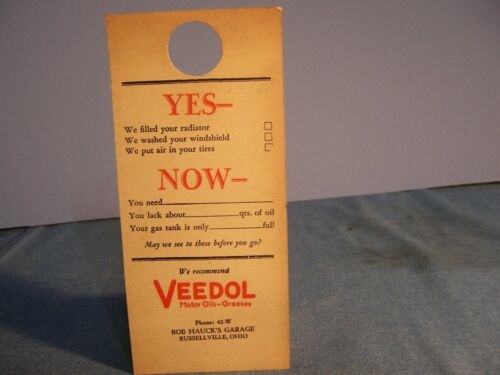 YES—
We filled your radiator
We washed your windshield
We put air in your tires
NOW—
You need
You lack about qts. of oil
Your gas tank is only full
May we see to these before you go?
We recommend
VEEDOL
Motor Oils-Greases
Phone: 42-W
BOB HAUCK'S GARAGE
RUSSELLVILLE, OHIO